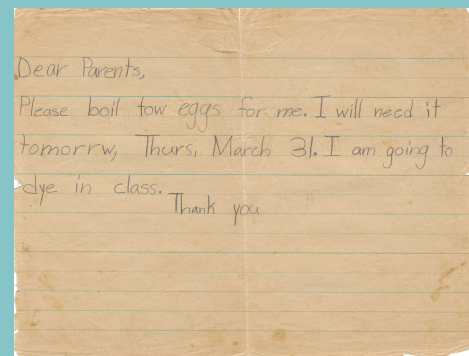 Dear Parents,
Please boil tow eggs for me. I will need it
tomorrw, Thurs, March 31. I am going to
dye in class.
Thank you